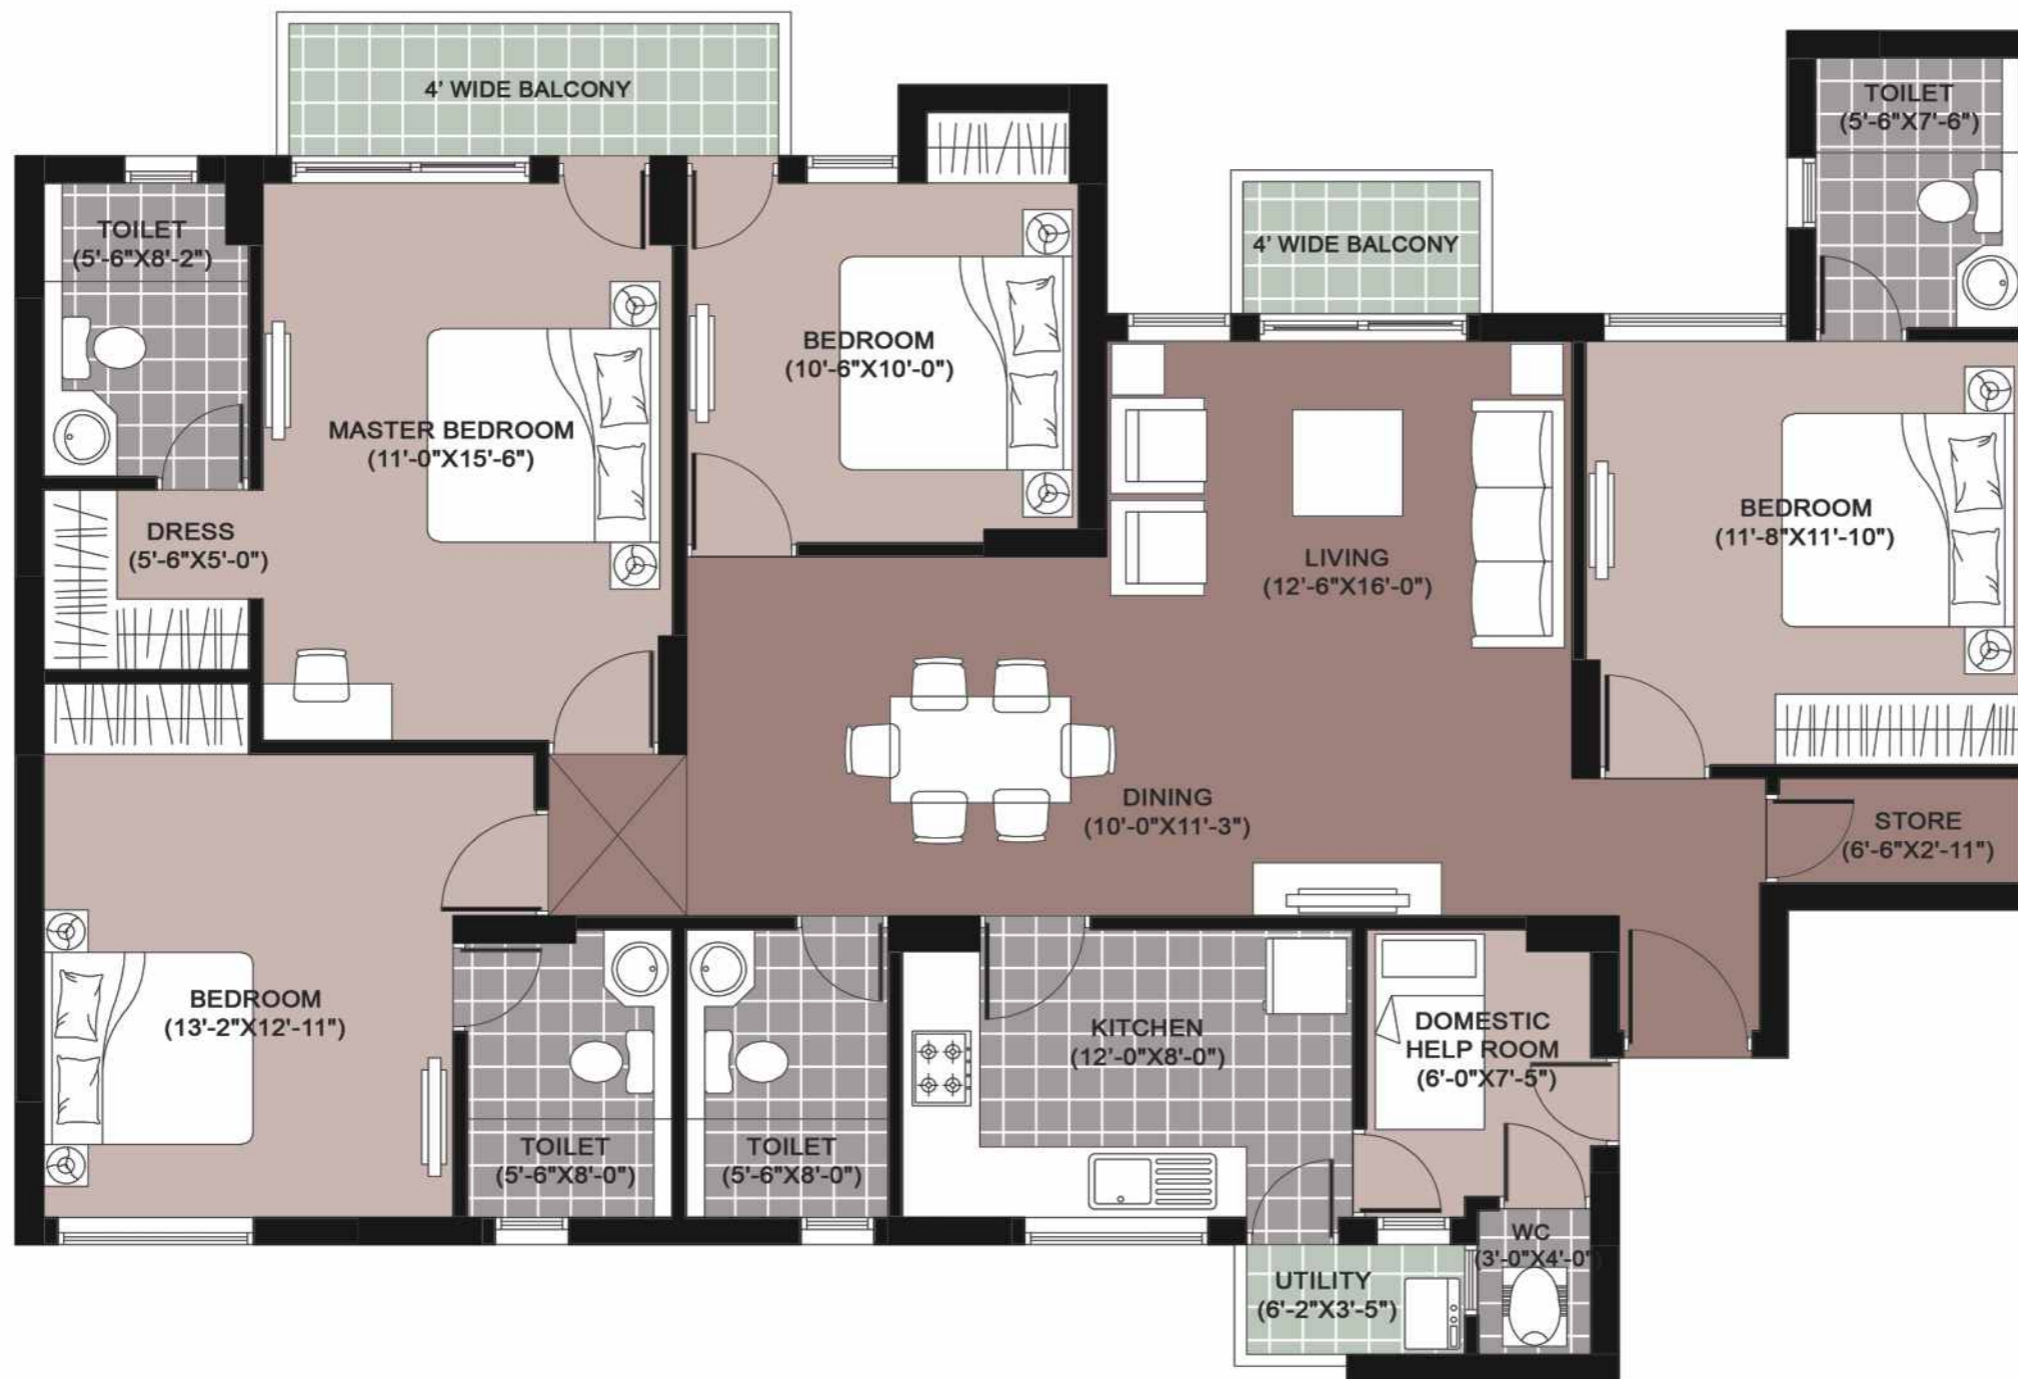 4' WIDE BALCONY
TOILET
(5'-6"X7'-6")
TOILET
(5'-6"X8'-2")
4' WIDE BALCONY
BEDROOM
(10'-6"X10'-0")
MASTER BEDROOM
(11'-0"X15'-6")
DRESS
(5'-6"X5'-0")
LIVING
(12'-6"X16'-0")
BEDROOM
(11'-8"X11'-10")
DINING
(10'-0"X11'-3")
STORE
(6'-6"X2'-11")
BEDROOM
(13'-2"X12'-11")
KITCHEN
(12'-0"X8'-0")
DOMESTIC
HELP ROOM
(6'-0"X7'-5")
TOILET
(5'-6"X8'-0")
TOILET
(5'-6"X8'-0")
WC
(3'-0"X4'-0")
UTILITY
(6'-2"X3'-5")